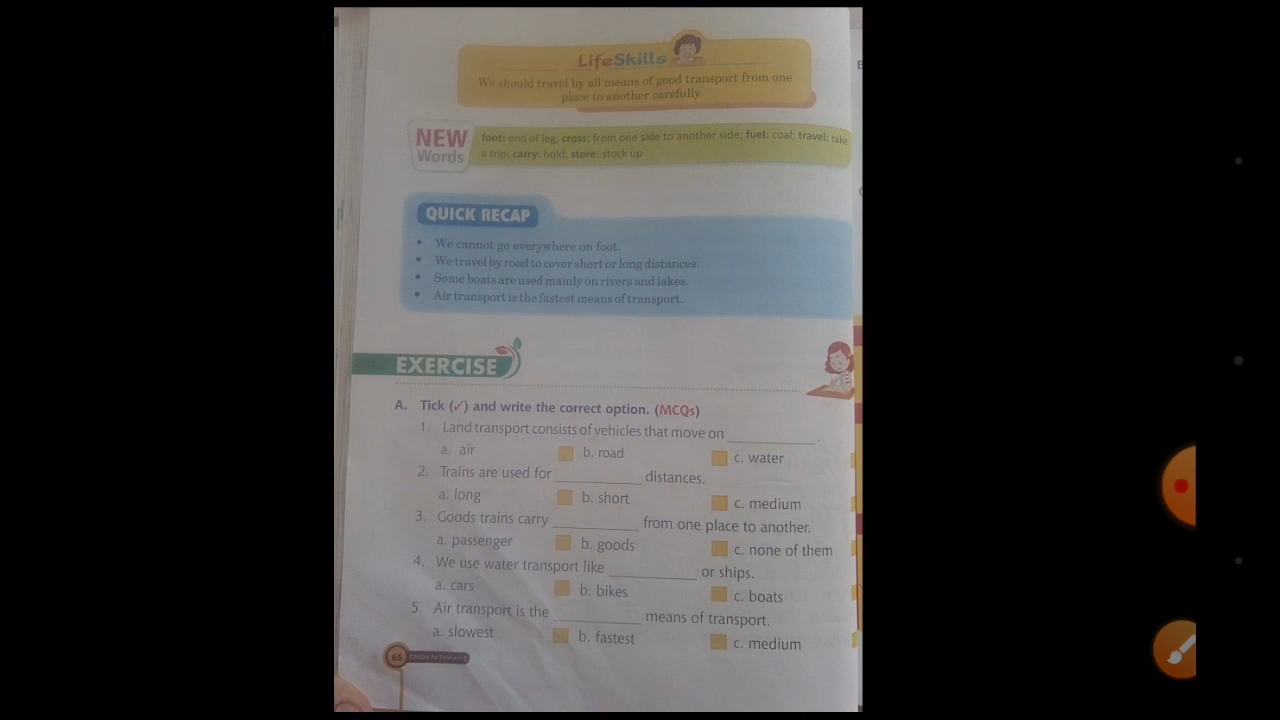 LifeSkills
We should travel by all means of good transport from one
place to another carefully.
NEW
Words
foot: end of leg; cross: from one side to another side; fuel: coal; travel: take
a trip; carry: hold; store: stock up
QUICK RECAP
• We cannot go everywhere on foot.
• We travel by road to cover short or long distances.
• Some boats are used mainly on rivers and lakes.
• Air transport is the fastest means of transport.
EXERCISE
A. Tick (✓) and write the correct option. (MCQs)
1. Land transport consists of vehicles that move on ____________.
a. air b. road c. water
2. Trains are used for ____________ distances.
a. long b. short c. medium
3. Goods trains carry ____________ from one place to another.
a. passenger b. goods c. none of them
4. We use water transport like ____________ or ships.
a. cars b. bikes c. boats
5. Air transport is the ____________ means of transport.
a. slowest b. fastest c. medium
66